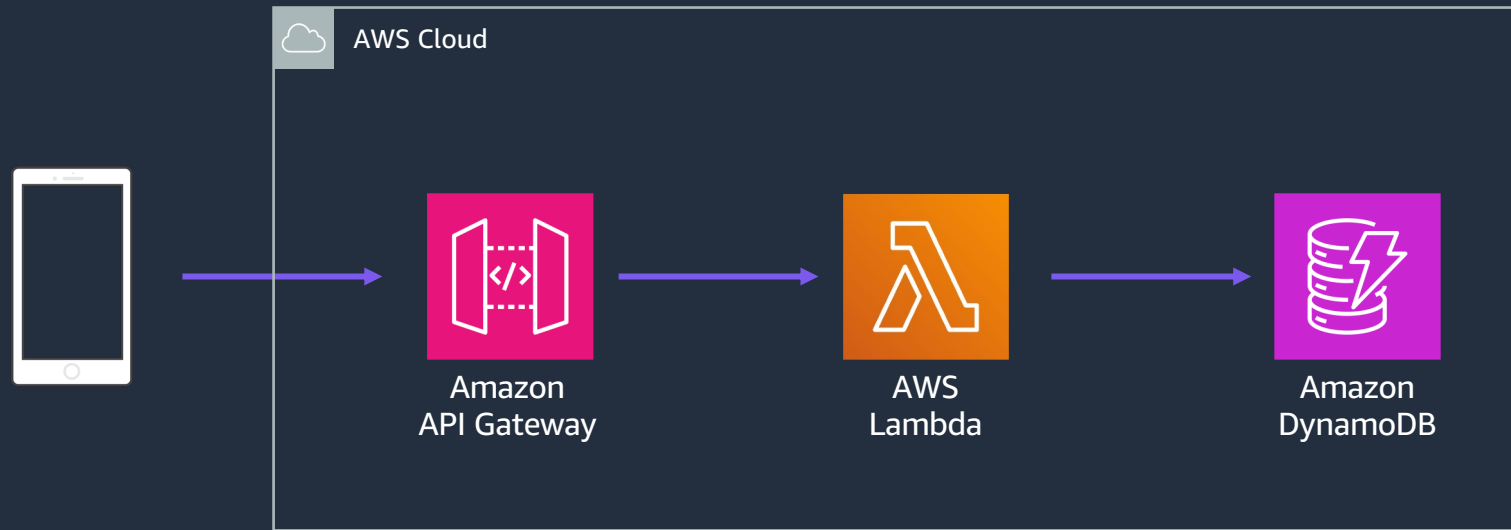 AWS Cloud
</>
Amazon
API Gateway
AWS
Lambda
Amazon
DynamoDB